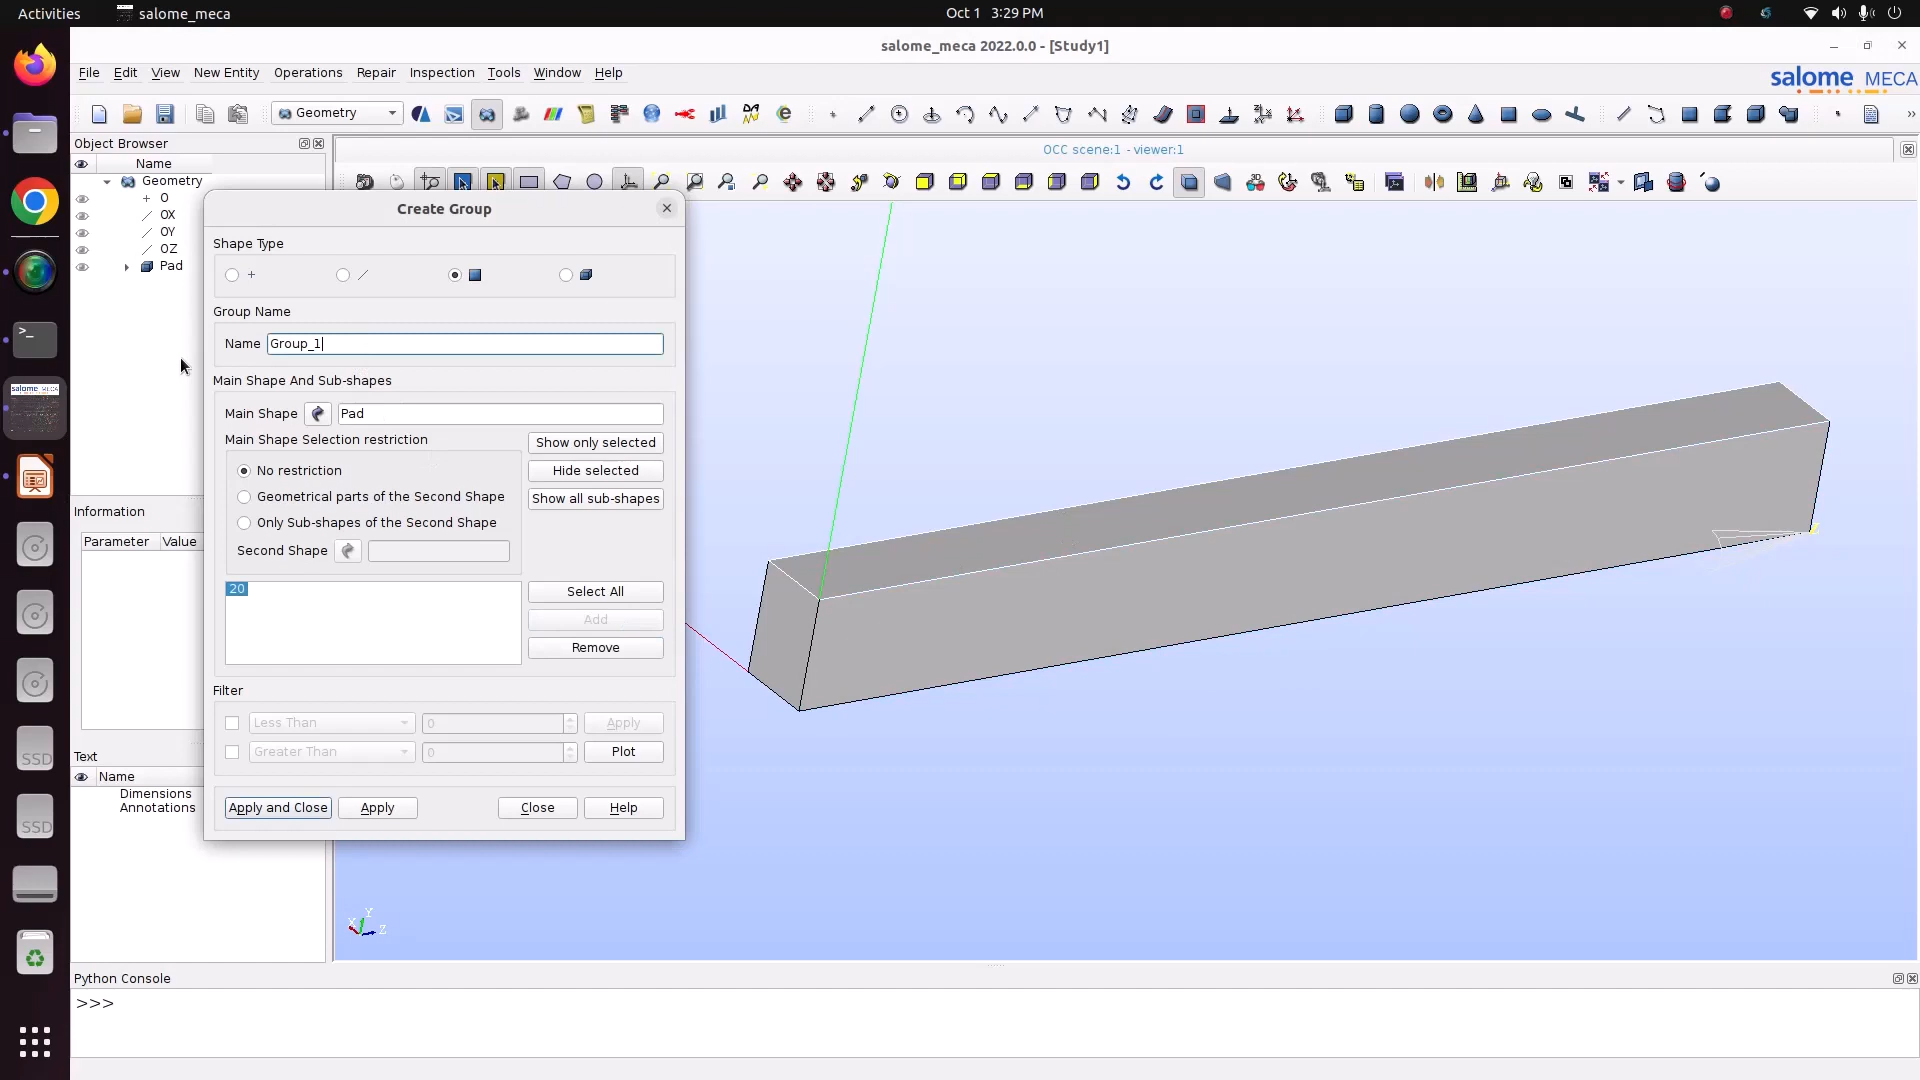 Activities
salome_meca
Oct 1 3:29 PM
salome_meca 2022.0.0 - [Study1]
File Edit View New Entity Operations Repair Inspection Tools Window Help
salome MECA
Geometry
»
Object Browser
OCC scene:1 - viewer:1
Name
Geometry
O
OX
OY
OZ
Pad
Create Group
Shape Type
Group Name
Name Group_1
Main Shape And Sub-shapes
Main Shape Pad
Main Shape Selection restriction
Show only selected
No restriction
Hide selected
Geometrical parts of the Second Shape
Show all sub-shapes
Only Sub-shapes of the Second Shape
Second Shape
20
Select All
Add
Remove
Filter
Less Than 0 Apply
Greater Than 0 Plot
Apply and Close Apply Close Help
Information
Parameter Value
Text
Name
Dimensions
Annotations
X Y Z
Python Console
>>>
SSD
SSD